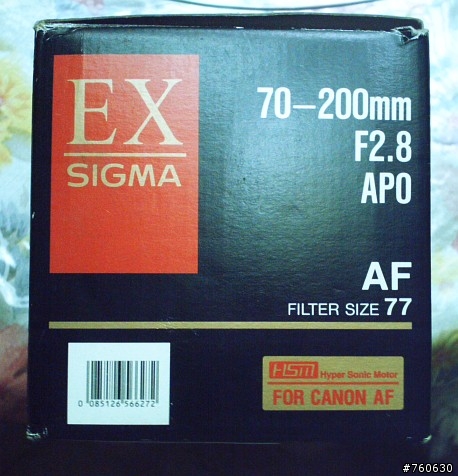 EX
SIGMA
70–200mm
F2.8
APO
AF
FILTER SIZE 77
0 085126 566272
HSM Hyper Sonic Motor
FOR CANON AF
#760630